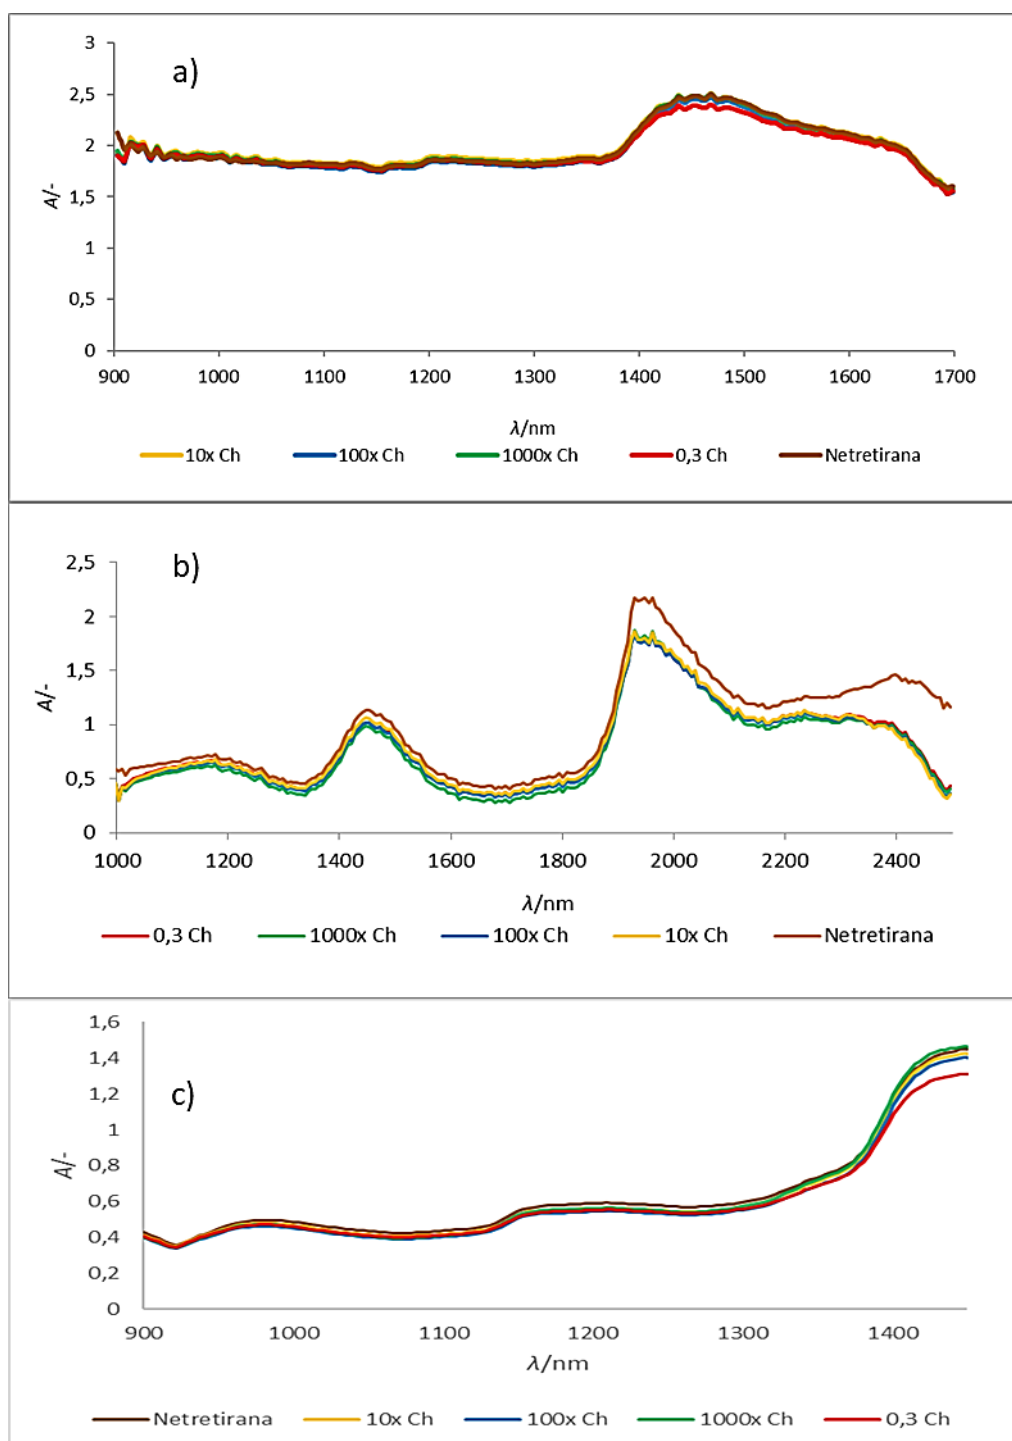 a)
3
2,5
2
1,5
1
0,5
0
A/-
900 1000 1100 1200 1300 1400 1500 1600 1700
λ/nm
10x Ch 100x Ch 1000x Ch 0,3 Ch Netretirana
b)
2,5
2
1,5
1
0,5
0
A/-
1000 1200 1400 1600 1800 2000 2200 2400
λ/nm
0,3 Ch 1000x Ch 100x Ch 10x Ch Netretirana
c)
1,6
1,4
1,2
1
0,8
0,6
0,4
0,2
0
A/-
900 1000 1100 1200 1300 1400
λ/nm
Netretirana 10x Ch 100x Ch 1000x Ch 0,3 Ch